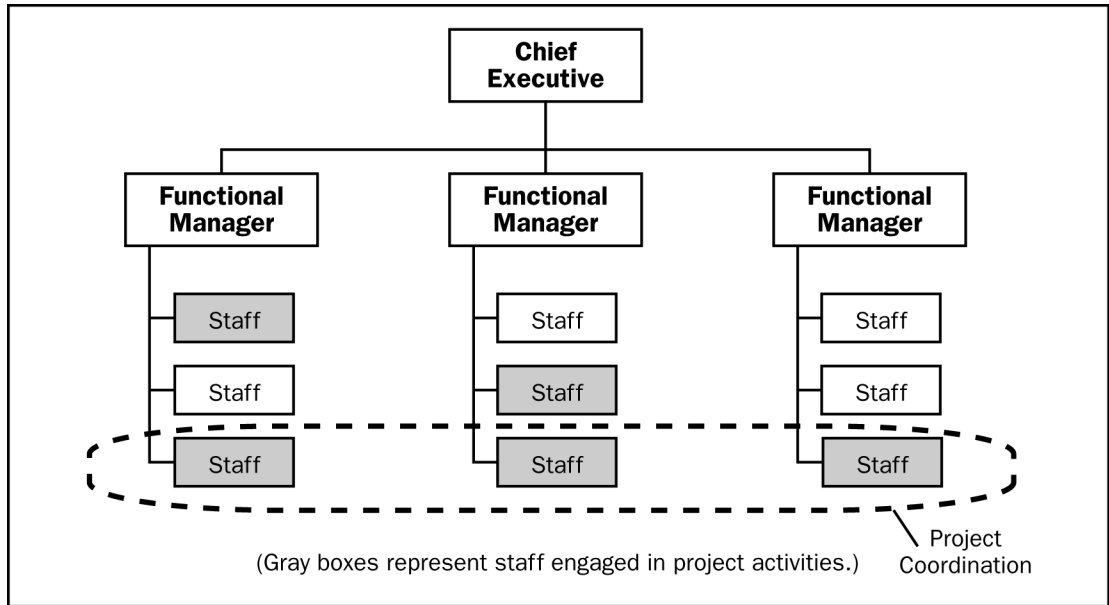 Chief
Executive
Functional
Manager
Functional
Manager
Functional
Manager
Staff
Staff
Staff
Staff
Staff
Staff
Staff
Staff
Staff
(Gray boxes represent staff engaged in project activities.)
Project
Coordination